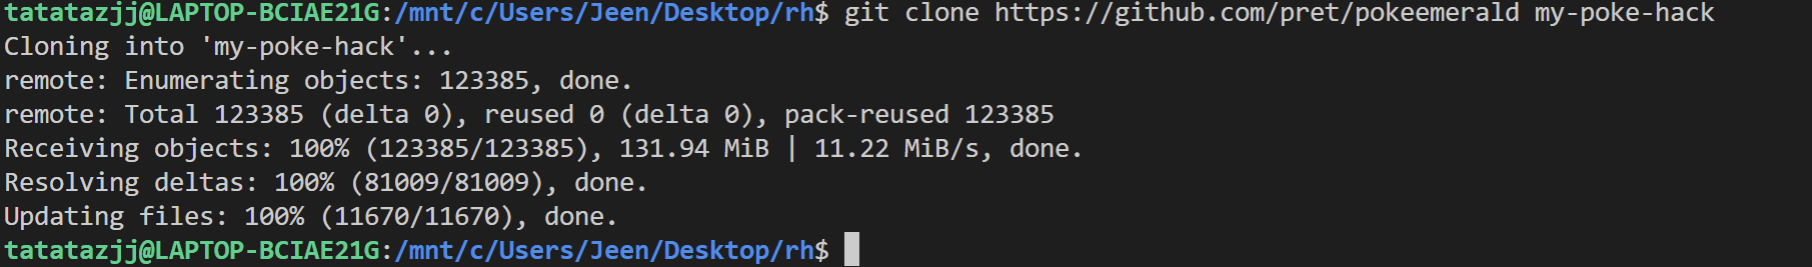 tatatazjj@LAPTOP-BCIAE21G:/mnt/c/Users/Jeen/Desktop/rh$ git clone https://github.com/pret/pokeemerald my-poke-hack
Cloning into 'my-poke-hack'...
remote: Enumerating objects: 123385, done.
remote: Total 123385 (delta 0), reused 0 (delta 0), pack-reused 123385
Receiving objects: 100% (123385/123385), 131.94 MiB | 11.22 MiB/s, done.
Resolving deltas: 100% (81009/81009), done.
Updating files: 100% (11670/11670), done.
tatatazjj@LAPTOP-BCIAE21G:/mnt/c/Users/Jeen/Desktop/rh$